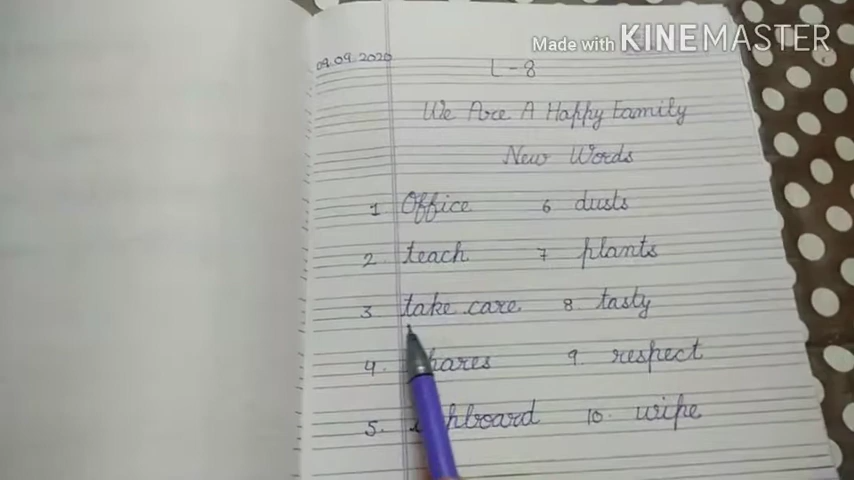 Made with KINEMASTER
09.09.2020
L-8
We Are A Happy Family
New Words
1 Office 6 dusts
2 teach 7 plants
3 take care 8 tasty
4. 9. respect
5. 10. wipe